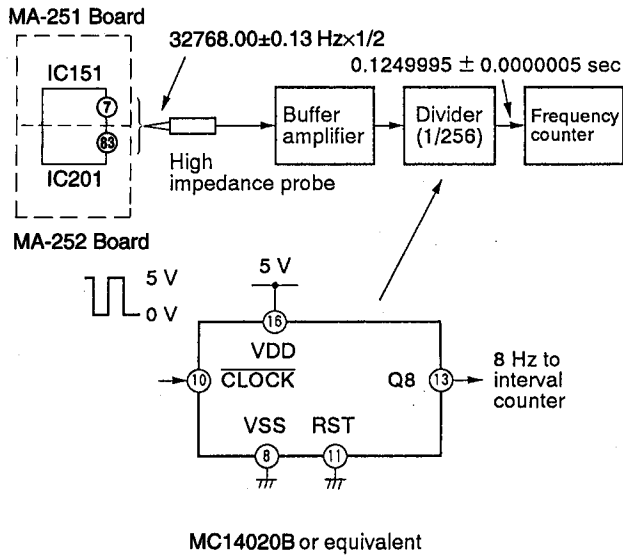 MA-251 Board
32768.00±0.13 Hz×1/2
IC151
0.1249995 ± 0.0000005 sec
7
83
IC201
High
impedance probe
Buffer
amplifier
Divider
(1/256)
Frequency
counter
MA-252 Board
5 V
0 V
5 V
16
VDD
10
CLOCK
Q8
13
8 Hz to
interval
counter
VSS
RST
8
11
MC14020B or equivalent